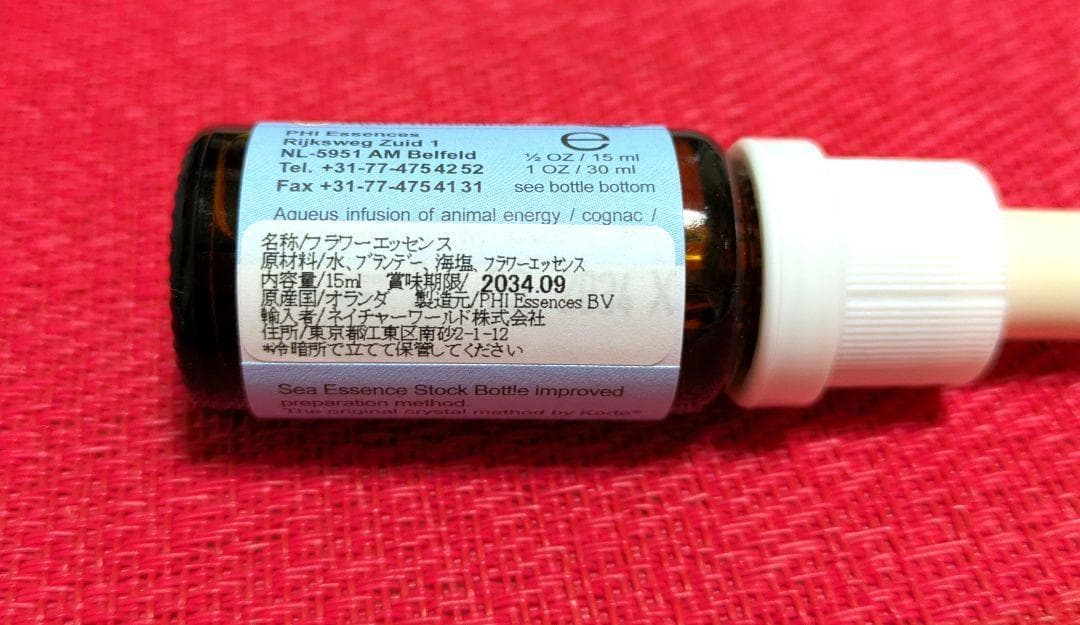 PHI Essences
Rijksweg Zuid 1
NL-5951 AM Belfeld
Tel. +31-77-4754252
Fax +31-77-4754131
e
½ OZ / 15 ml
1 OZ / 30 ml
see bottle bottom
Aqueus infusion of animal energy / cognac /
名称/フラワーエッセンス
原材料/水、ブランデー、海塩、フラワーエッセンス
内容量/15ml 賞味期限/ 2034.09
原産国/オランダ 製造元/PHI Essences BV
輸入者/ネイチャーワールド株式会社
住所/東京都江東区南砂2-1-12
*冷暗所で立てて保管してください
Sea Essence Stock Bottle improved
preparation method.
The original crystal method by Korte®